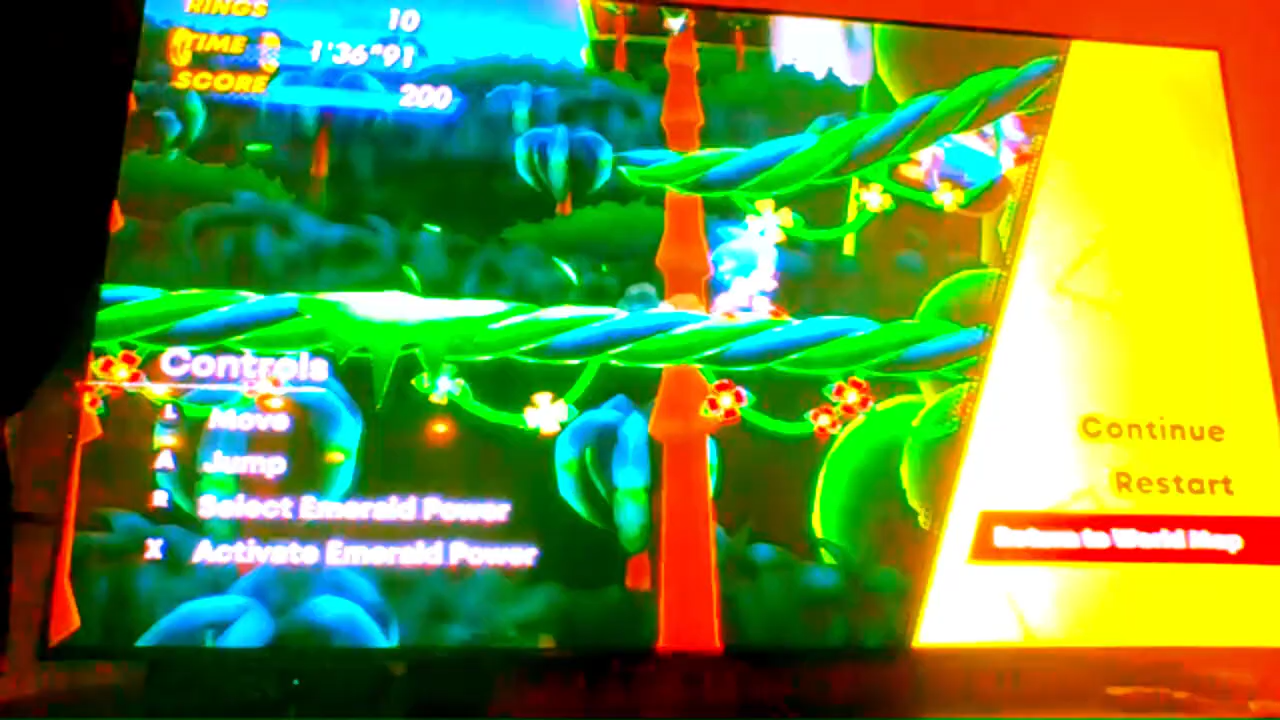 RINGS 10
TIME 1'36"91
SCORE 200
Controls
L Move
A Jump
R Select Emerald Power
X Activate Emerald Power
Continue
Restart
Return to World Map